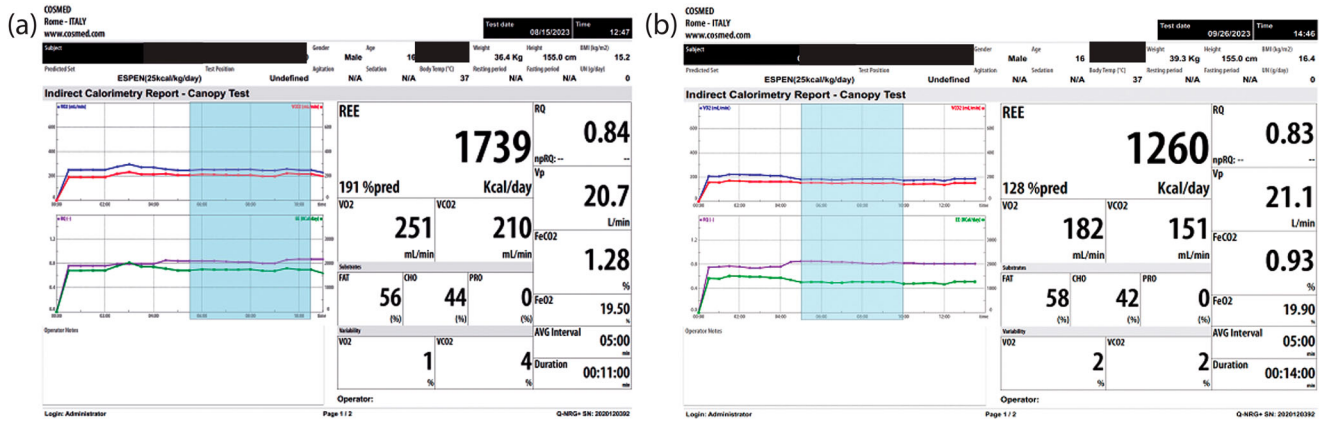 (a)
COSMED
Rome - ITALY
www.cosmed.com
Test date
08/15/2023
Time
12:47
Subject
Gender
Male
Age
16
Weight
36.4 Kg
Height
155.0 cm
BMI (kg/m2)
15.2
Predicted Set
ESPEN(25kcal/kg/day)
Test Position
Undefined
Agitation
N/A
Sedation
N/A
Body Temp (°C)
37
Resting period
N/A
Fasting period
N/A
UN (g/day)
0
Indirect Calorimetry Report - Canopy Test
REE
1739
191 %pred
Kcal/day
RQ
0.84
npRQ: --
--
VO2
251
mL/min
VCO2
210
mL/min
Vp
20.7
L/min
FeCO2
1.28
%
Substrates
FAT
56
(%)
CHO
44
(%)
PRO
0
(%)
FeO2
19.50
%
Operator Notes
Variability
VO2
1
%
VCO2
4
%
AVG Interval
05:00
min
Duration
00:11:00
min
Operator:
Login: Administrator
Page 1 / 2
Q-NRG+ SN: 2020120392
(b)
COSMED
Rome - ITALY
www.cosmed.com
Test date
09/26/2023
Time
14:46
Subject
Gender
Male
Age
16
Weight
39.3 Kg
Height
155.0 cm
BMI (kg/m2)
16.4
Predicted Set
ESPEN(25kcal/kg/day)
Test Position
Undefined
Agitation
N/A
Sedation
N/A
Body Temp (°C)
37
Resting period
N/A
Fasting period
N/A
UN (g/day)
0
Indirect Calorimetry Report - Canopy Test
VO2 (mL/min)
VCO2 (mL/min)
REE
1260
128 %pred
Kcal/day
RQ
0.83
npRQ: --
--
VO2
182
mL/min
VCO2
151
mL/min
Vp
21.1
L/min
FeCO2
0.93
%
Substrates
FAT
58
(%)
CHO
42
(%)
PRO
0
(%)
FeO2
19.90
%
Operator Notes
Variability
VO2
2
%
VCO2
2
%
AVG Interval
05:00
min
Duration
00:14:00
min
Operator:
Login: Administrator
Page 1 / 2
Q-NRG+ SN: 2020120392